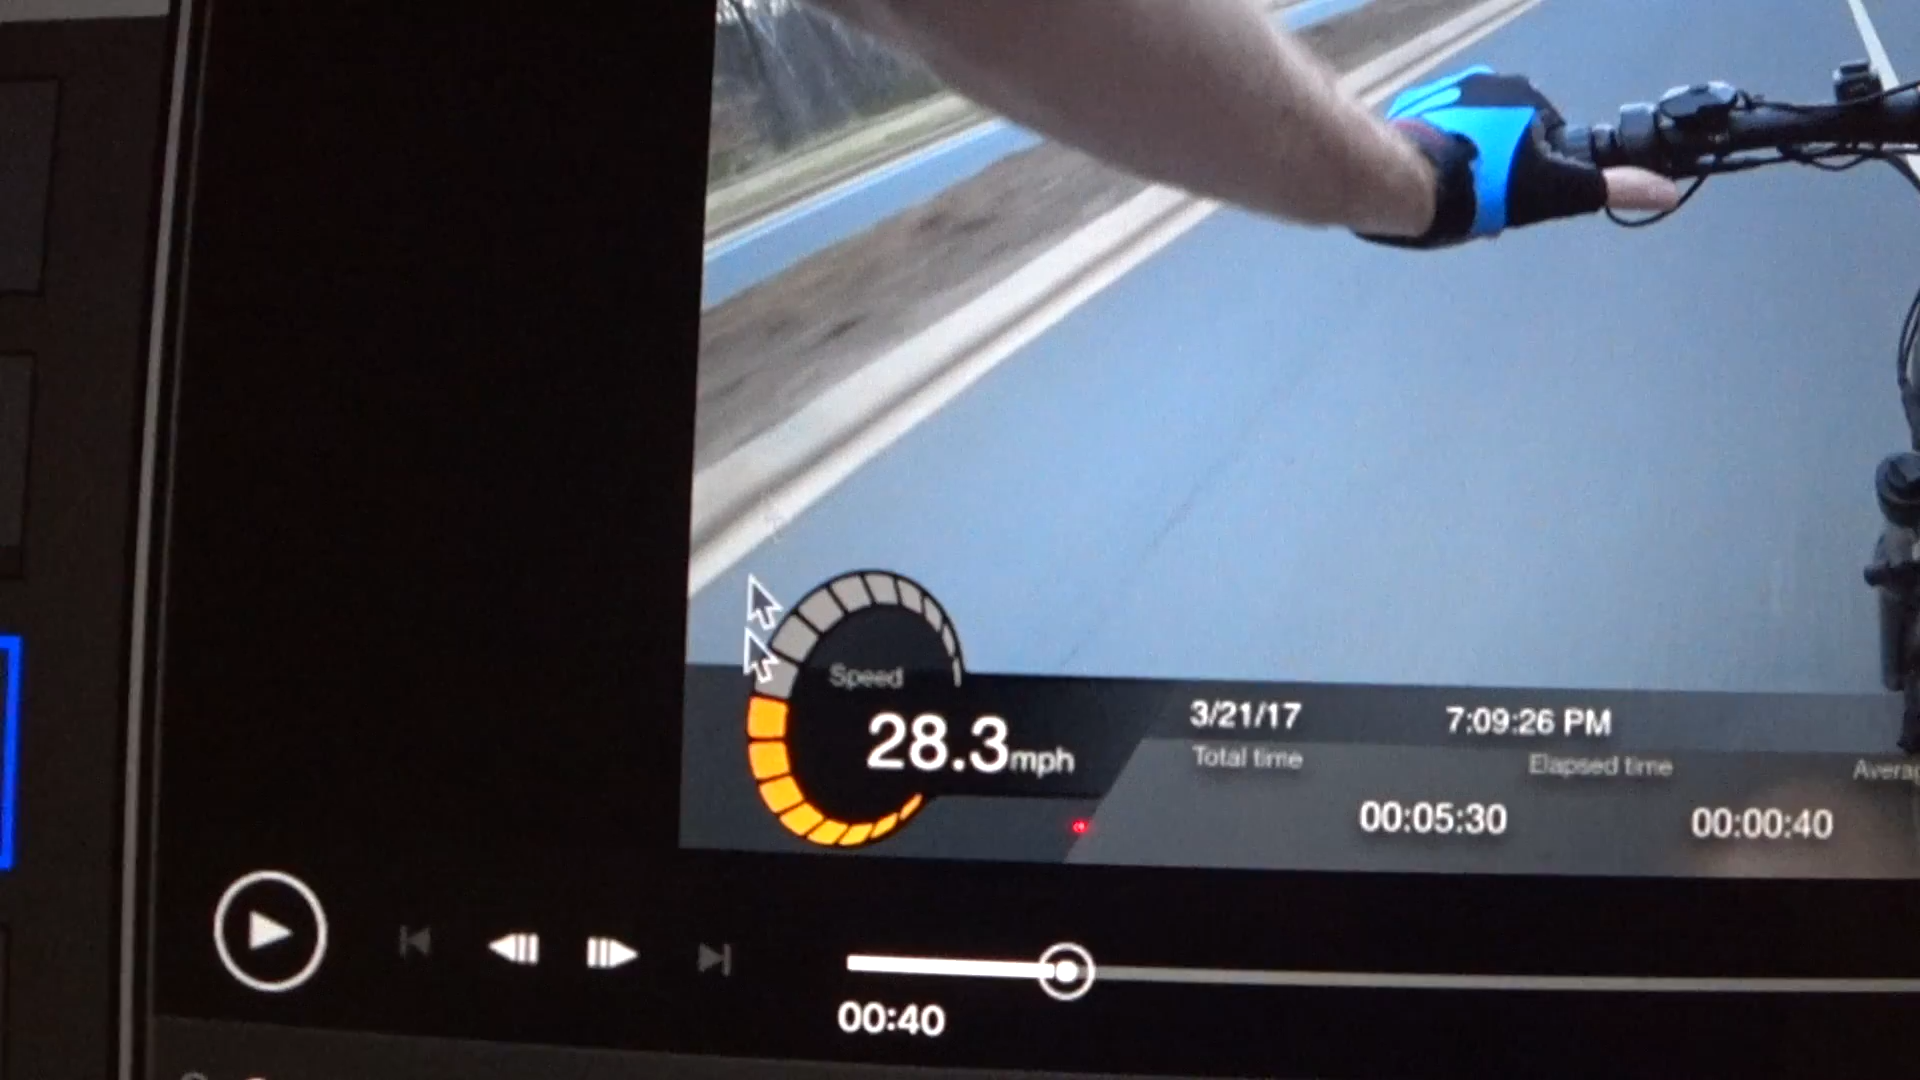 Speed
28.3mph
3/21/17 7:09:26 PM
Total time Elapsed time
00:05:30 00:00:40
00:40